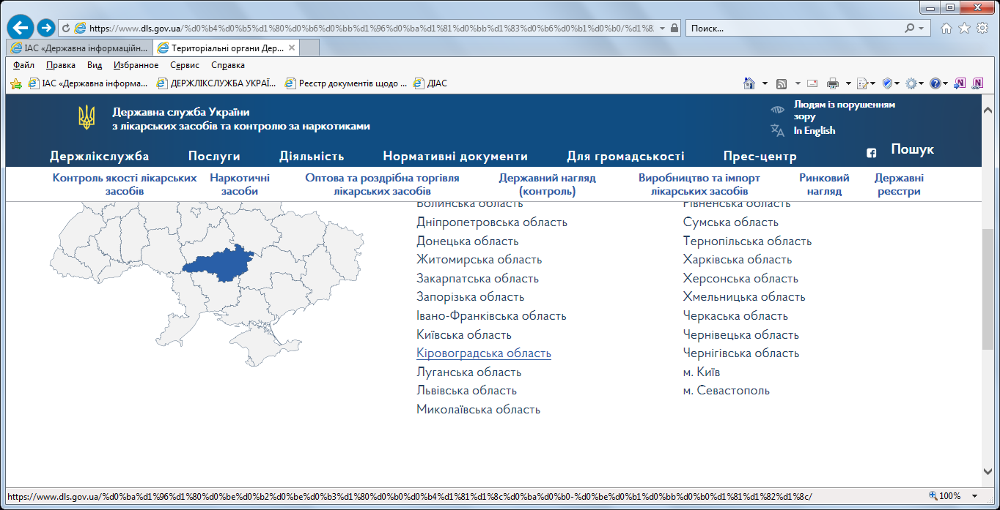 https://www.dls.gov.ua/%d0%b4%d0%b5%d1%80%d0%b6%d0%bb%d1%96%d0%ba%d1%81%d0%bb%d1%83%d0%b6%d0%b1%d0%b0/%d1%8.
Поиск...
ІАС «Державна інформаційн...
Територіальні органи Дер...
Файл Правка Вид Избранное Сервис Справка
ІАС «Державна інформа... ДЕРЖЛІКСЛУЖБА УКРАЇ... Реєстр документів щодо ... ДІАС
Державна служба України
з лікарських засобів та контролю за наркотиками
Людям із порушенням
зору
In English
Держлікслужба Послуги Діяльність Нормативні документи Для громадськості Прес-центр Пошук
Контроль якості лікарських засобів
Наркотичні засоби
Оптова та роздрібна торгівля лікарських засобів
Державний нагляд (контроль)
Виробництво та імпорт лікарських засобів
Ринковий нагляд
Державні реєстри
Волинська область
Дніпропетровська область
Донецька область
Житомирська область
Закарпатська область
Запорізька область
Івано-Франківська область
Київська область
Кіровоградська область
Луганська область
Львівська область
Миколаївська область
Рівненська область
Сумська область
Тернопільська область
Харківська область
Херсонська область
Хмельницька область
Черкаська область
Чернівецька область
Чернігівська область
м. Київ
м. Севастополь
https://www.dls.gov.ua/%d0%ba%d1%96%d1%80%d0%be%d0%b2%d0%be%d0%b3%d1%80%d0%b0%d0%b4%d1%81%d1%8c%d0%ba%d0%b0-%d0%be%d0%b1%d0%bb%d0%b0%d1%81%d1%82%d1%8c/
100%